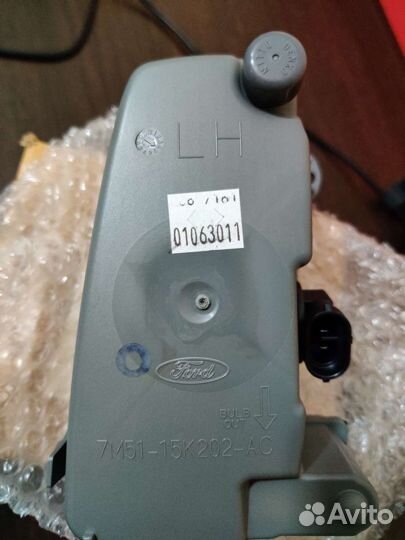 LH
01063011
Ford
BULB
OUT
7M51-15K202-AC
Avito